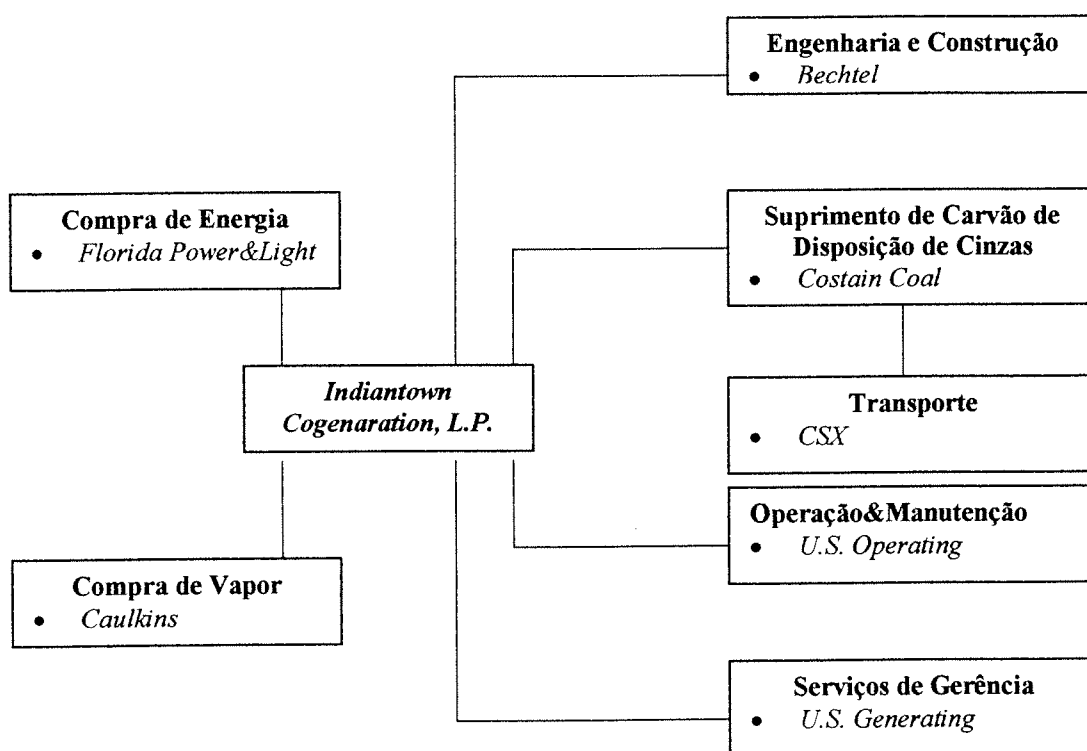 Engenharia e Construção
• Bechtel
Compra de Energia
• Florida Power&Light
Suprimento de Carvão de
Disposição de Cinzas
• Costain Coal
Indiantown
Cogenaration, L.P.
Transporte
• CSX
Operação&Manutenção
• U.S. Operating
Compra de Vapor
• Caulkins
Serviços de Gerência
• U.S. Generating